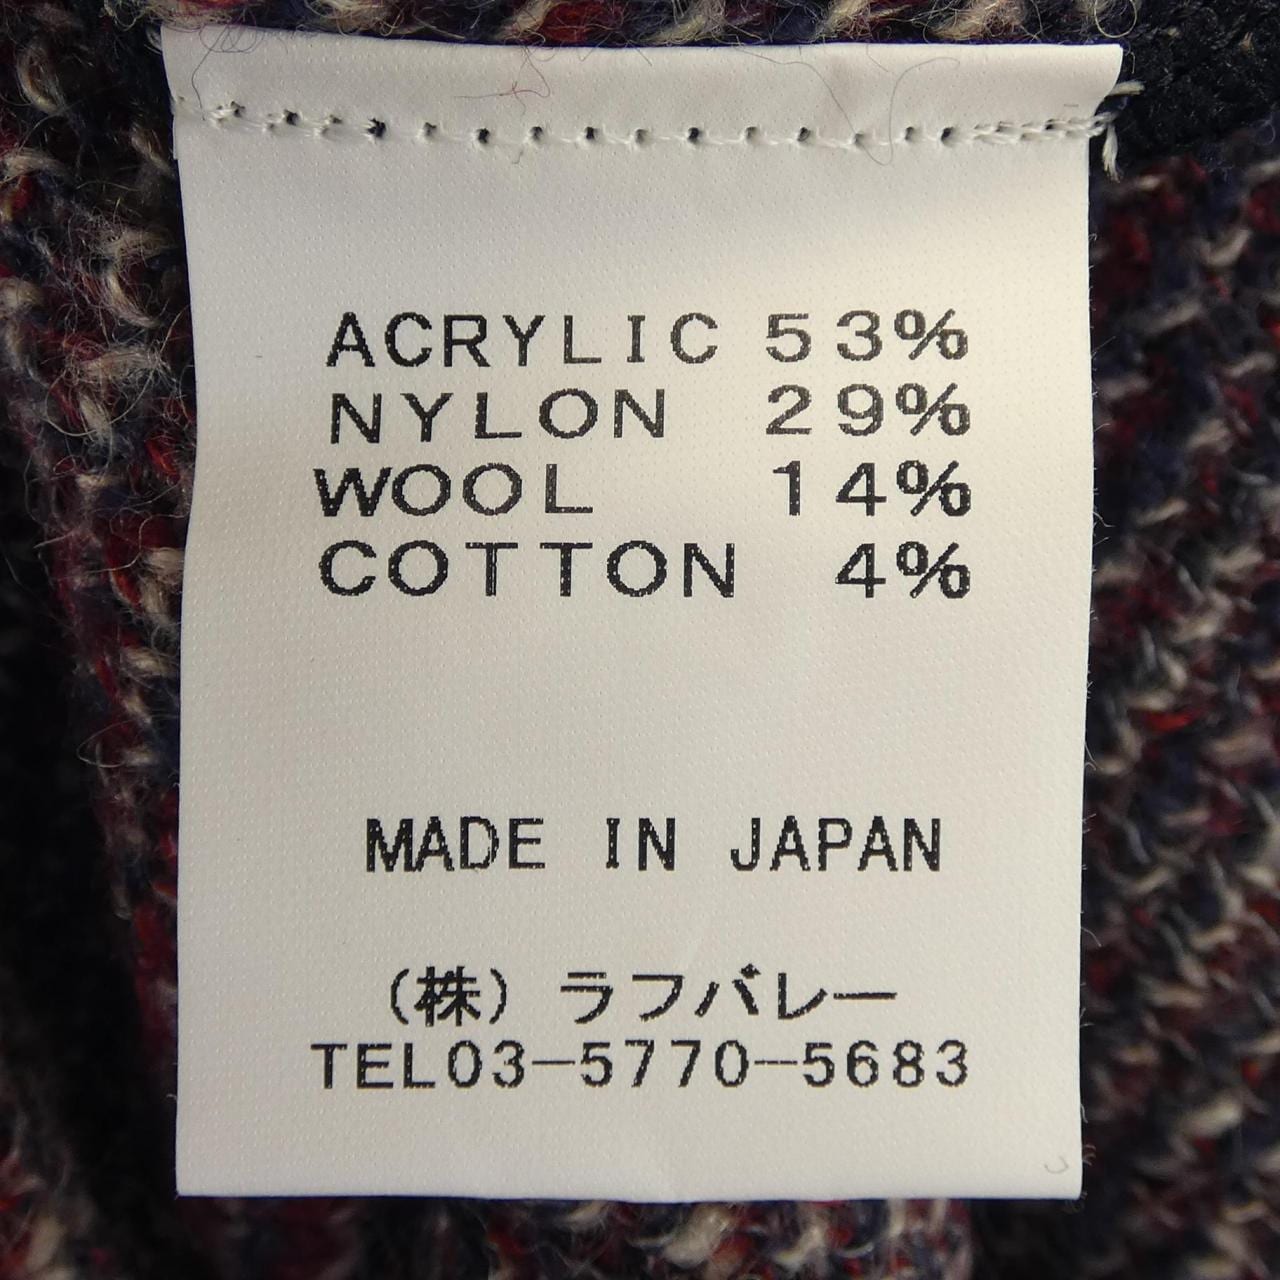 ACRYLIC 53%
NYLON 29%
WOOL 14%
COTTON 4%
MADE IN JAPAN
(株) ラフバレー
TEL03-5770-5683